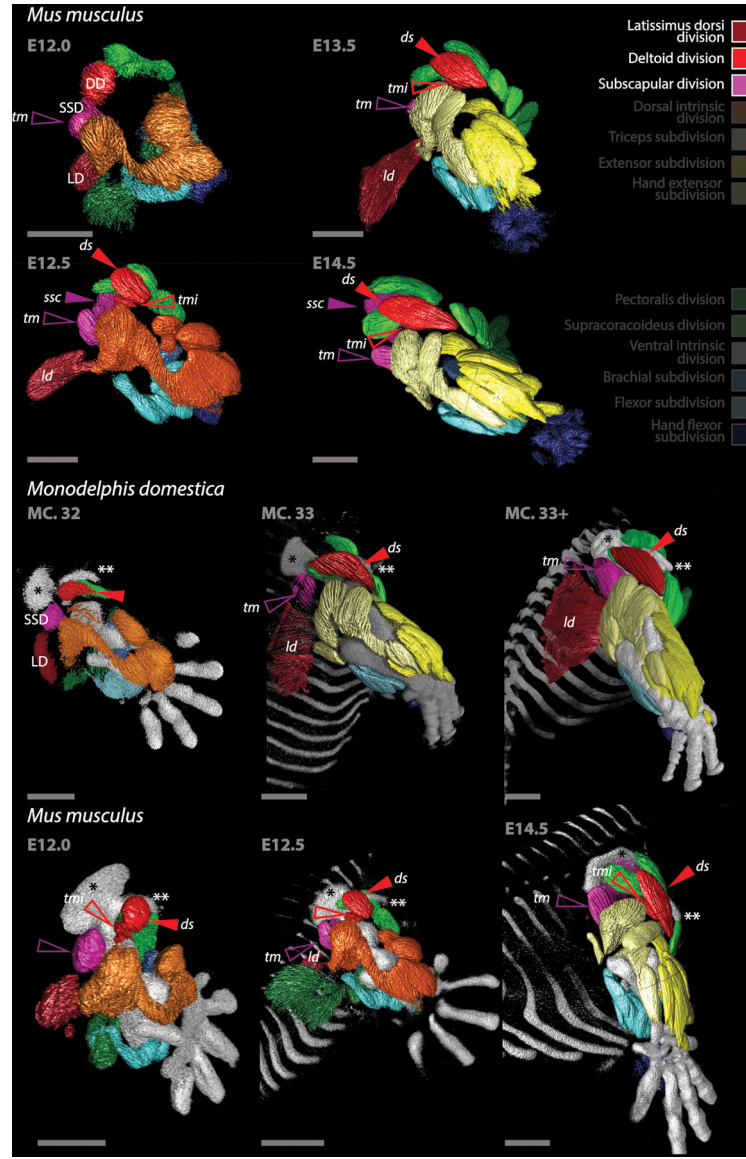 Mus musculus
E12.0
DD
SSD
tm
LD
E13.5
ds
tmi
tm
ld
Latissimus dorsi
division
Deltoid division
Subscapular division
Dorsal intrinsic
division
Triceps subdivision
Extensor subdivision
Hand extensor
subdivision
E12.5
ds
ssc
tmi
tm
ld
E14.5
ds
ssc
tmi
tm
Pectoralis division
Supracoracoideus division
Ventral intrinsic
division
Brachial subdivision
Flexor subdivision
Hand flexor
subdivision
Monodelphis domestica
MC. 32
**
*
SSD
LD
MC. 33
*
ds
**
tm
ld
MC. 33+
*
ds
**
tm
ld
Mus musculus
E12.0
*
tmi
**
ds
E12.5
*
ds
**
tm
ld
E14.5
*
tmi
ds
tm
**